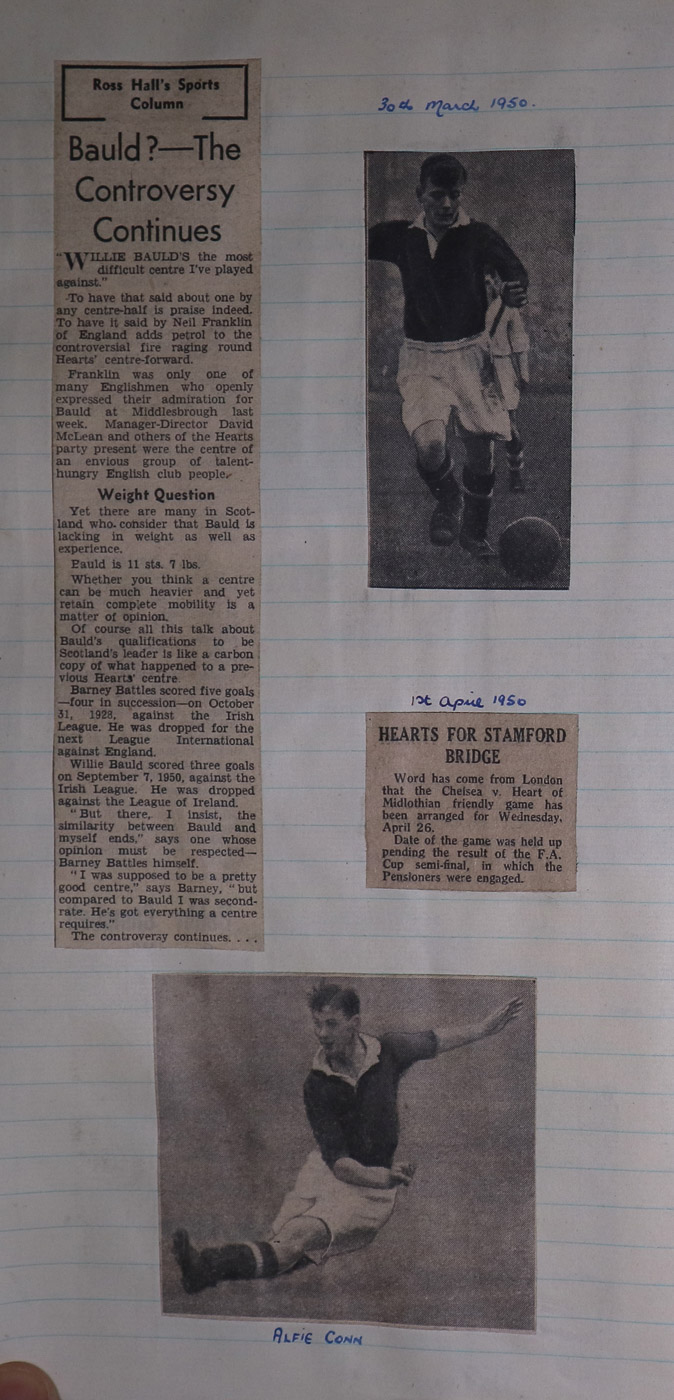 Ross Hall's Sports
Column
Bauld?—The
Controversy
Continues
"WILLIE BAULD'S the most
difficult centre I've played
against."
To have that said about one by
any centre-half is praise indeed.
To have it said by Neil Franklin
of England adds petrol to the
controversial fire raging round
Hearts' centre-forward.
Franklin was only one of
many Englishmen who openly
expressed their admiration for
Bauld at Middlesbrough last
week. Manager-Director David
McLean and others of the Hearts
party present were the centre of
an envious group of talent-
hungry English club people.
Weight Question
Yet there are many in Scot-
land who consider that Bauld is
lacking in weight as well as
experience.
Bauld is 11 sts. 7 lbs.
Whether you think a centre
can be much heavier and yet
retain complete mobility is a
matter of opinion.
Of course all this talk about
Bauld's qualifications to be
Scotland's leader is like a carbon
copy of what happened to a pre-
vious Hearts' centre
Barney Battles scored five goals
—four in succession—on October
31, 1928, against the Irish
League. He was dropped for the
next League International
against England.
Willie Bauld scored three goals
on September 7, 1950, against the
Irish League. He was dropped
against the League of Ireland.
"But there, I insist, the
similarity between Bauld and
myself ends," says one whose
opinion must be respected—
Barney Battles himself.
"I was supposed to be a pretty
good centre," says Barney, "but
compared to Bauld I was second-
rate. He's got everything a centre
requires."
The controversy continues. . . .
30th March 1950.
1st April 1950
HEARTS FOR STAMFORD
BRIDGE
Word has come from London
that the Chelsea v. Heart of
Midlothian friendly game has
been arranged for Wednesday,
April 26.
Date of the game was held up
pending the result of the F.A.
Cup semi-final, in which the
Pensioners were engaged.
ALFIE CONN